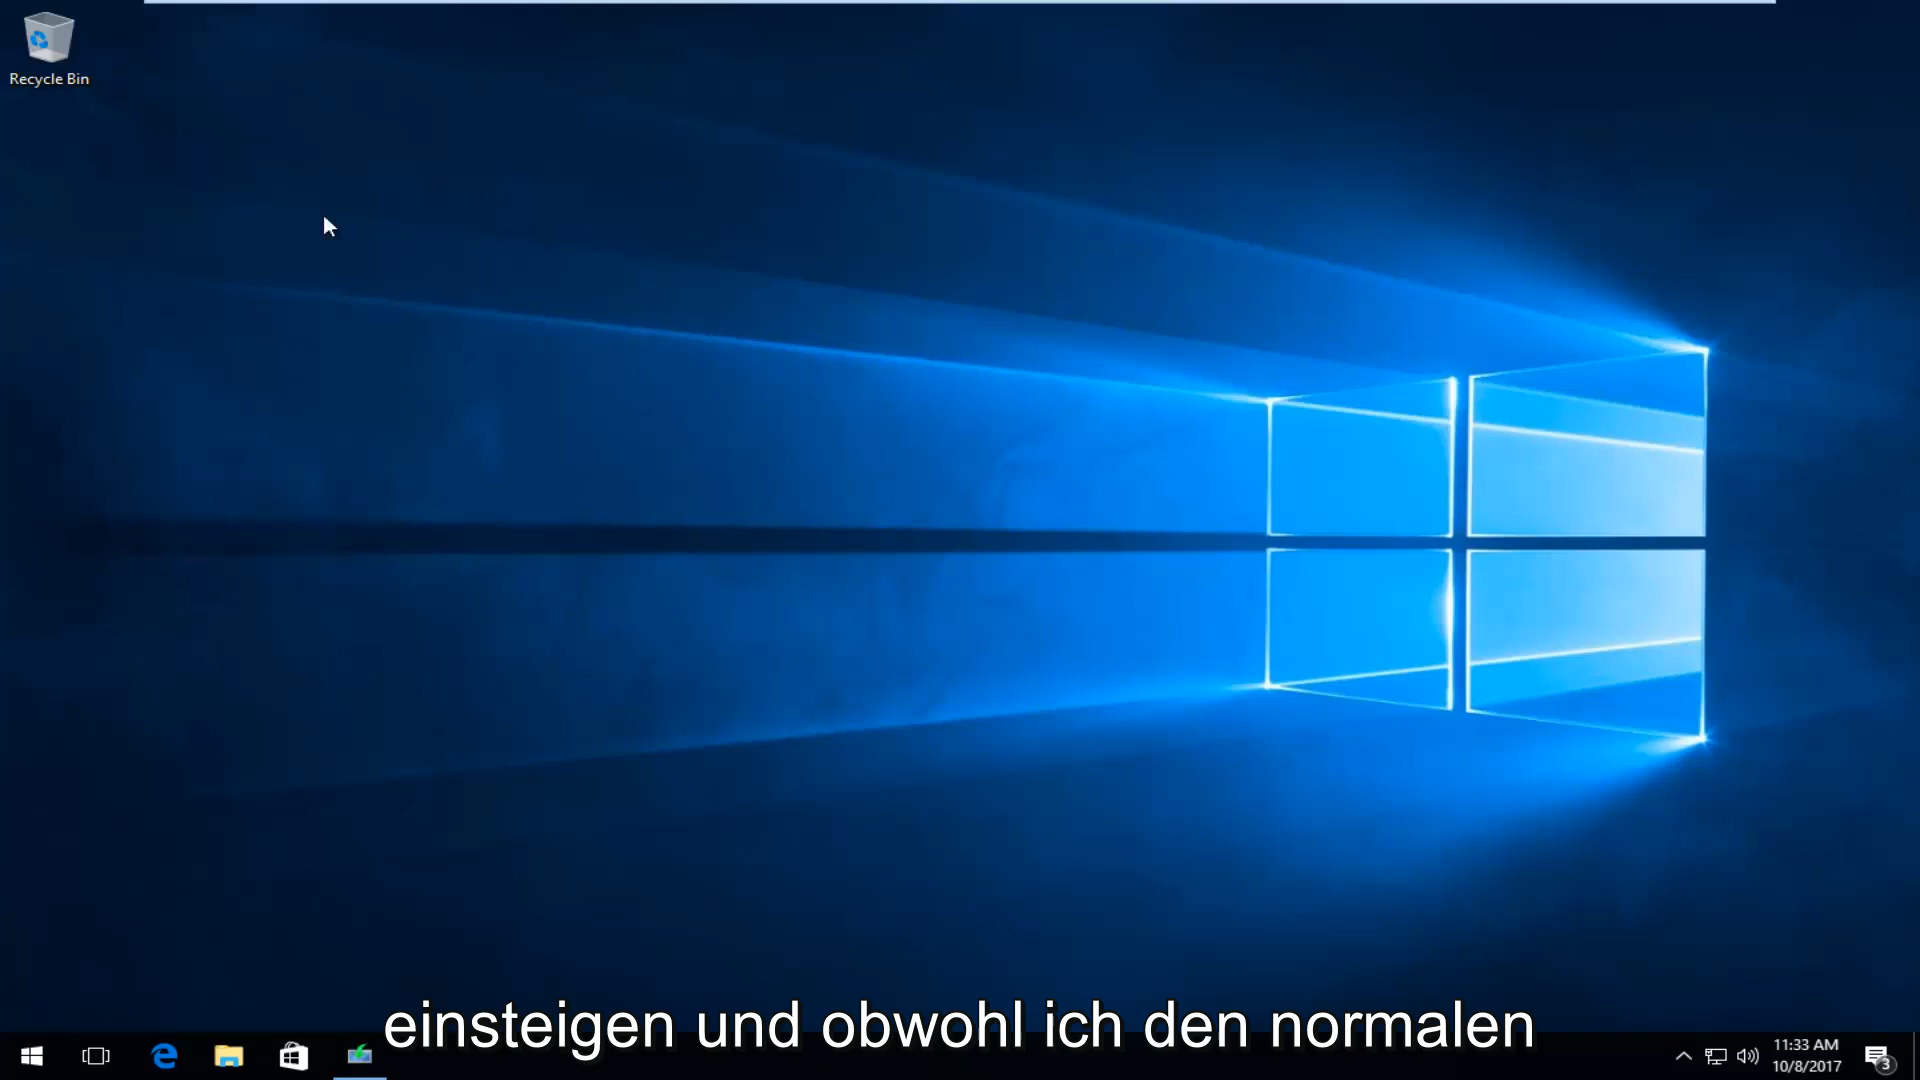 Recycle Bin
einsteigen und obwohl ich den normalen
11:33 AM
10/8/2017
3